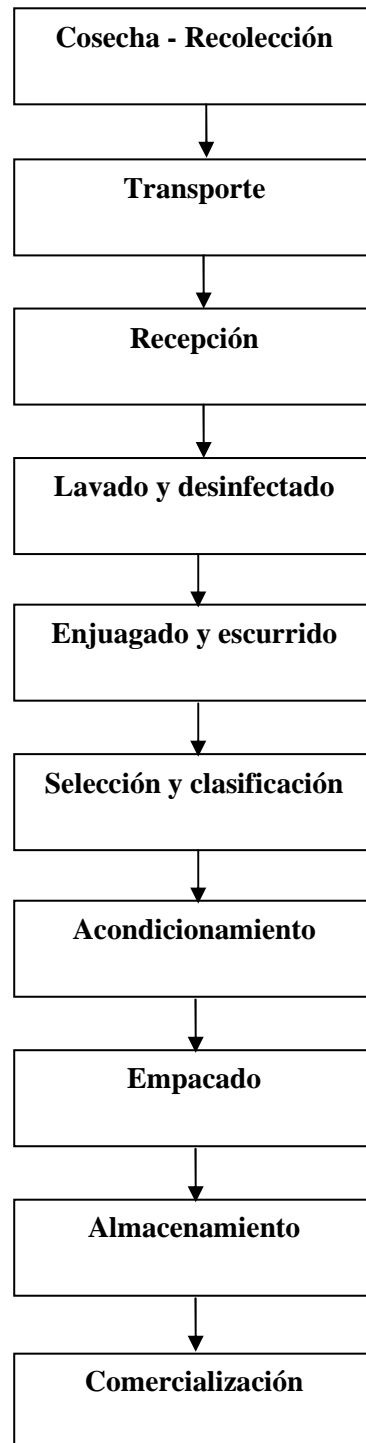 Cosecha - Recolección
Transporte
Recepción
Lavado y desinfectado
Enjuagado y escurrido
Selección y clasificación
Acondicionamiento
Empacado
Almacenamiento
Comercialización